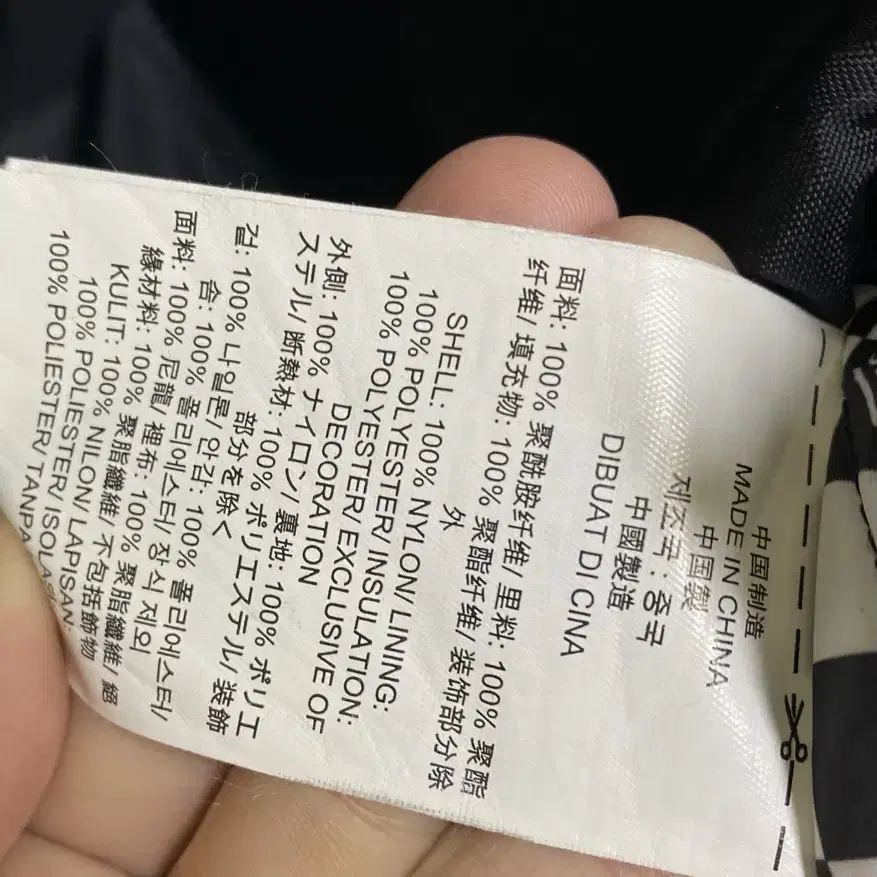 中国制造
MADE IN CHINA
中国製
제조국 : 중국
中國製造
DIBUAT DI CINA
面料: 100% 聚酰胺纤维/ 里料: 100% 聚酯
纤维/ 填充物: 100% 聚酯纤维/ 装饰部分除
外
SHELL: 100% NYLON/ LINING:
100% POLYESTER/ INSULATION:
100% POLYESTER/ EXCLUSIVE OF
DECORATION
外側: 100% ナイロン/ 裏地: 100% ポリエ
ステル/ 断熱材: 100% ポリエステル/ 装飾
部分を除く
겉: 100% 나일론/ 안감: 100% 폴리에스터/
솜: 100% 폴리에스터/ 장식 제외
面料: 100% 尼龍/ 裡布: 100% 聚脂纖維/ 絕
緣材料: 100% 聚脂纖維/ 不包括飾物
KULIT: 100% NILON/ LAPISAN:
100% POLIESTER/ ISOLASI:
100% POLIESTER/